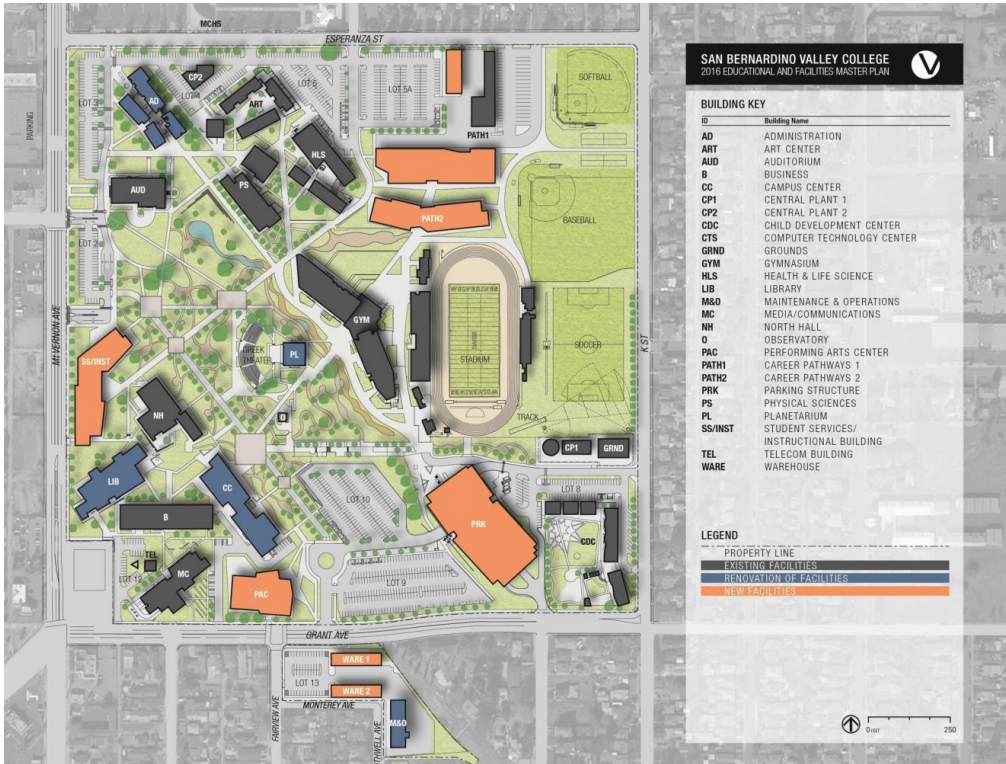 MCHS
ESPERANZA ST
PARKING
LOT 3
AD
CP2
LOT 4
ART
LOT 5
LOT 5A
PATH1
SOFTBALL
HLS
PS
AUD
PATH2
BASEBALL
LOT 2
MT VERNON AVE
GYM
GREEK
THEATER
PL
STADIUM
SOCCER
K ST
SS/INST
NH
O
TRACK
CP1
GRND
LIB
CC
LOT 10
PRK
LOT 8
B
CDC
TEL
LOT 12
MC
PAC
LOT 9
GRANT AVE
WARE 1
LOT 13
WARE 2
MONTEREY AVE
FAIRVIEW AVE
M&O
SAN BERNARDINO VALLEY COLLEGE
2016 EDUCATIONAL AND FACILITIES MASTER PLAN
V
BUILDING KEY
ID Building Name
AD ADMINISTRATION
ART ART CENTER
AUD AUDITORIUM
B BUSINESS
CC CAMPUS CENTER
CP1 CENTRAL PLANT 1
CP2 CENTRAL PLANT 2
CDC CHILD DEVELOPMENT CENTER
CTS COMPUTER TECHNOLOGY CENTER
GRND GROUNDS
GYM GYMNASIUM
HLS HEALTH & LIFE SCIENCE
LIB LIBRARY
M&O MAINTENANCE & OPERATIONS
MC MEDIA/COMMUNICATIONS
NH NORTH HALL
O OBSERVATORY
PAC PERFORMING ARTS CENTER
PATH1 CAREER PATHWAYS 1
PATH2 CAREER PATHWAYS 2
PRK PARKING STRUCTURE
PS PHYSICAL SCIENCES
PL PLANETARIUM
SS/INST STUDENT SERVICES/
INSTRUCTIONAL BUILDING
TEL TELECOM BUILDING
WARE WAREHOUSE
LEGEND
PROPERTY LINE
EXISTING FACILITIES
RENOVATION OF FACILITIES
NEW FACILITIES
0 FEET 250